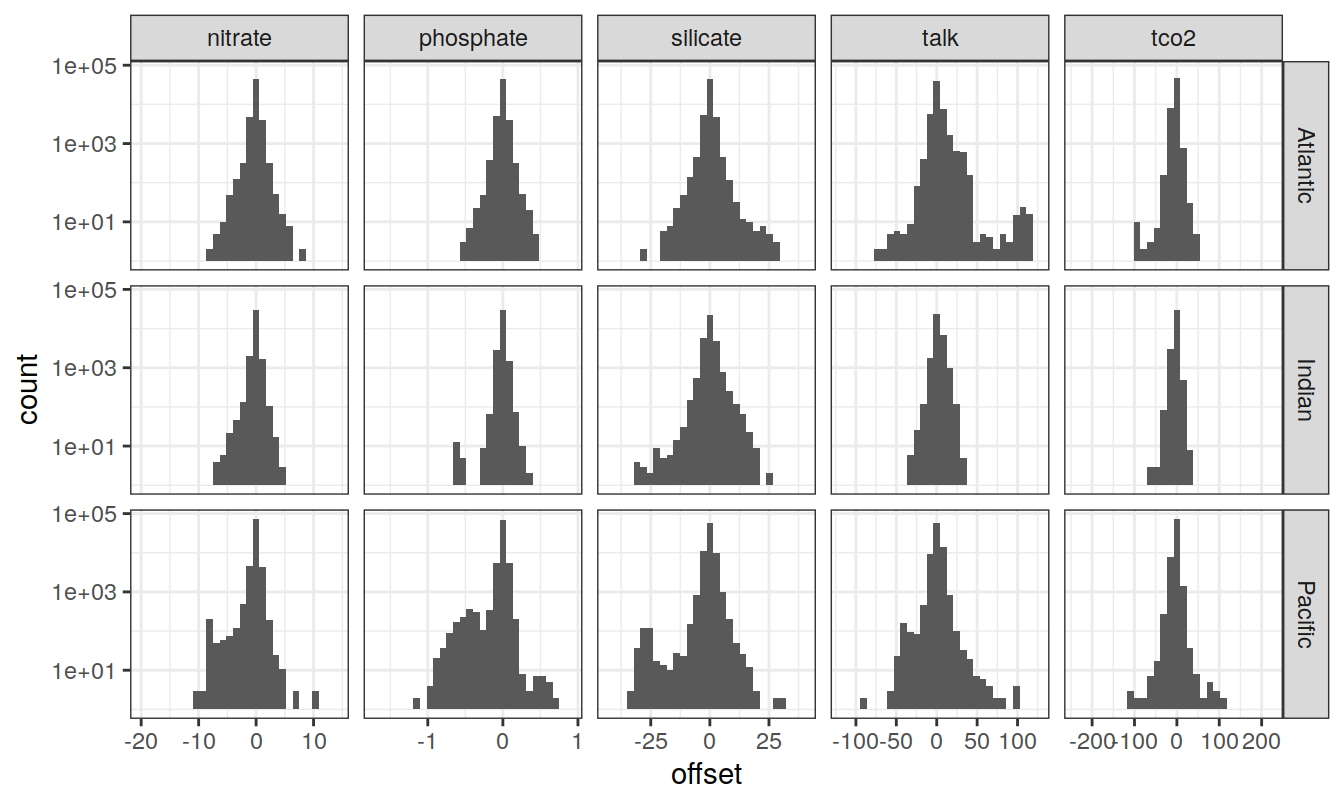 nitrate phosphate silicate talk tco2
1e+05
1e+03
1e+01
Atlantic
1e+05
1e+03
1e+01
Indian
1e+05
1e+03
1e+01
Pacific
count
-20 -10 0 10 -1 0 1 -25 0 25 -100 -50 0 50 100 -200 -100 0 100 200
offset